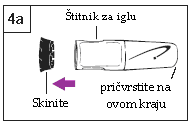 4a
Štitnik za iglu
Skinite
pričvrstite na
ovom kraju